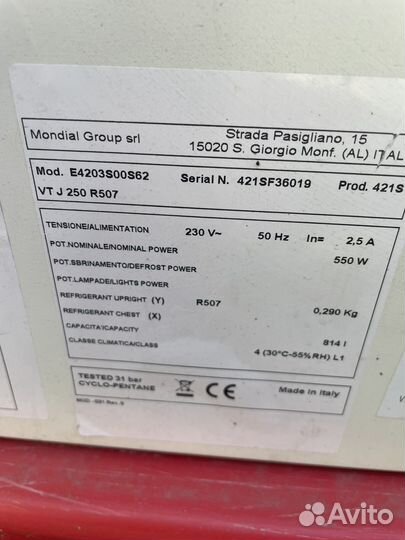 Mondial Group srl
Strada Pasigliano, 15
15020 S. Giorgio Monf. (AL) ITAL
Mod. E4203S00S62 Serial N. 421SF36019 Prod. 421S
VT J 250 R507
TENSIONE/ALIMENTATION 230 V~ 50 Hz In= 2,5 A
POT.NOMINALE/NOMINAL POWER 550 W
POT.SBRINAMENTO/DEFROST POWER
POT.LAMPADE/LIGHTS POWER
REFRIGERANT UPRIGHT (Y) R507 0,290 Kg
REFRIGERANT CHEST (X)
CAPACITA'/CAPACITY 814 l
CLASSE CLIMATICA/CLASS 4 (30°C-55%RH) L1
TESTED 31 bar
CYCLO-PENTANE
CE
Made in Italy
Avito